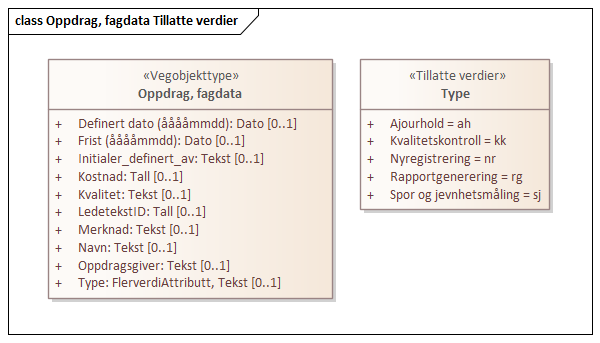 class Oppdrag, fagdata Tillatte verdier
«Vegobjekttype»
Oppdrag, fagdata
+ Definert dato (ååååmmdd): Dato [0..1]
+ Frist (ååååmmdd): Dato [0..1]
+ Initialer_definert_av: Tekst [0..1]
+ Kostnad: Tall [0..1]
+ Kvalitet: Tekst [0..1]
+ LedetekstID: Tall [0..1]
+ Merknad: Tekst [0..1]
+ Navn: Tekst [0..1]
+ Oppdragsgiver: Tekst [0..1]
+ Type: FlerverdiAttributt, Tekst [0..1]
«Tillatte verdier»
Type
+ Ajourhold = ah
+ Kvalitetskontroll = kk
+ Nyregistrering = nr
+ Rapportgenerering = rg
+ Spor og jevnhetsmåling = sj